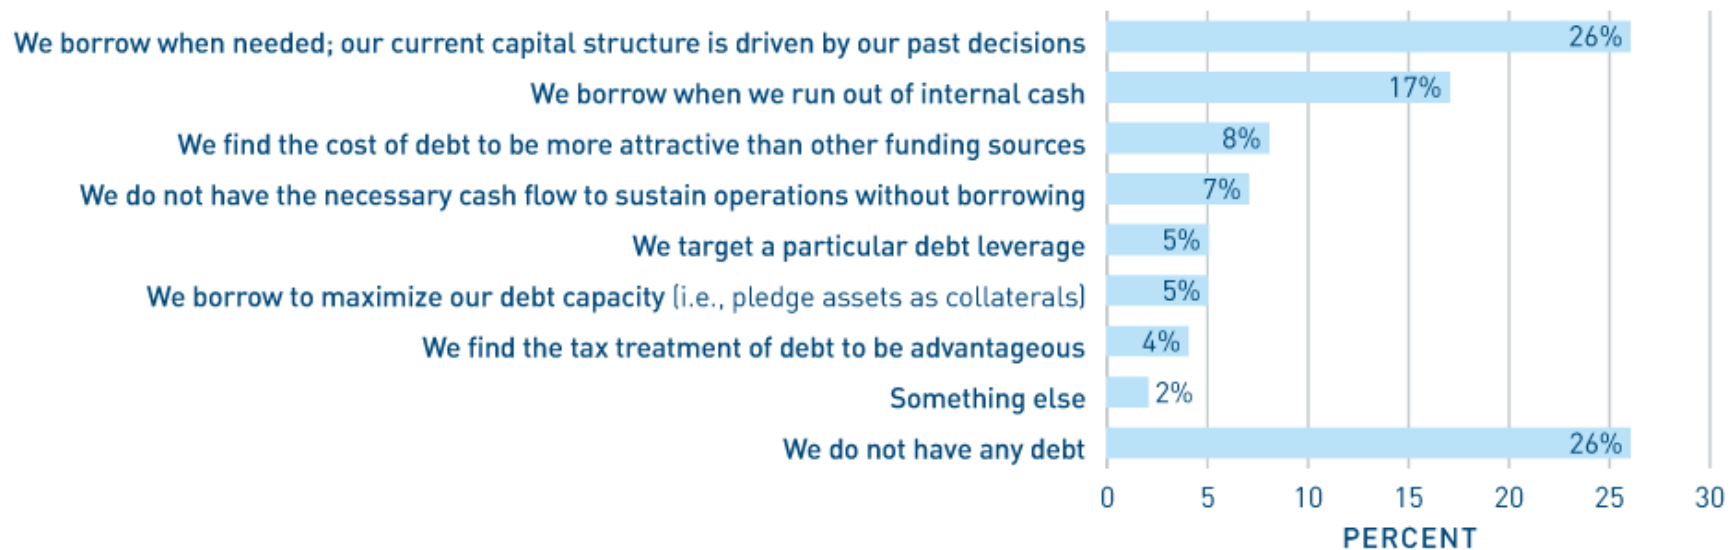 We borrow when needed; our current capital structure is driven by our past decisions 26%
We borrow when we run out of internal cash 17%
We find the cost of debt to be more attractive than other funding sources 8%
We do not have the necessary cash flow to sustain operations without borrowing 7%
We target a particular debt leverage 5%
We borrow to maximize our debt capacity (i.e., pledge assets as collaterals) 5%
We find the tax treatment of debt to be advantageous 4%
Something else 2%
We do not have any debt 26%
0 5 10 15 20 25 30
PERCENT